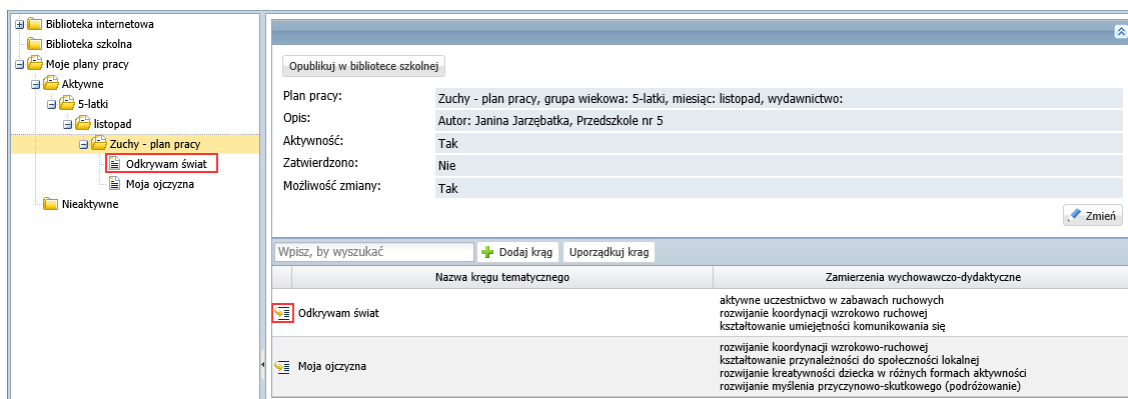 Biblioteka internetowa
Biblioteka szkolna
Moje plany pracy
Aktywne
5-latki
listopad
Zuchy - plan pracy
Odkrywam świat
Moja ojczyzna
Nieaktywne
Opublikuj w bibliotece szkolnej
Plan pracy: Zuchy - plan pracy, grupa wiekowa: 5-latki, miesiąc: listopad, wydawnictwo:
Opis: Autor: Janina Jarzębatka, Przedszkole nr 5
Aktywność: Tak
Zatwierdzono: Nie
Możliwość zmiany: Tak
Zmień
Wpisz, by wyszukać Dodaj krąg Uporządkuj krag
Nazwa kręgu tematycznego Zamierzenia wychowawczo-dydaktyczne
Odkrywam świat
aktywne uczestnictwo w zabawach ruchowych
rozwijanie koordynacji wzrokowo ruchowej
kształtowanie umiejętności komunikowania się
Moja ojczyzna
rozwijanie koordynacji wzrokowo-ruchowej
kształtowanie przynależności do społeczności lokalnej
rozwijanie kreatywności dziecka w różnych formach aktywności
rozwijanie myślenia przyczynowo-skutkowego (podróżowanie)